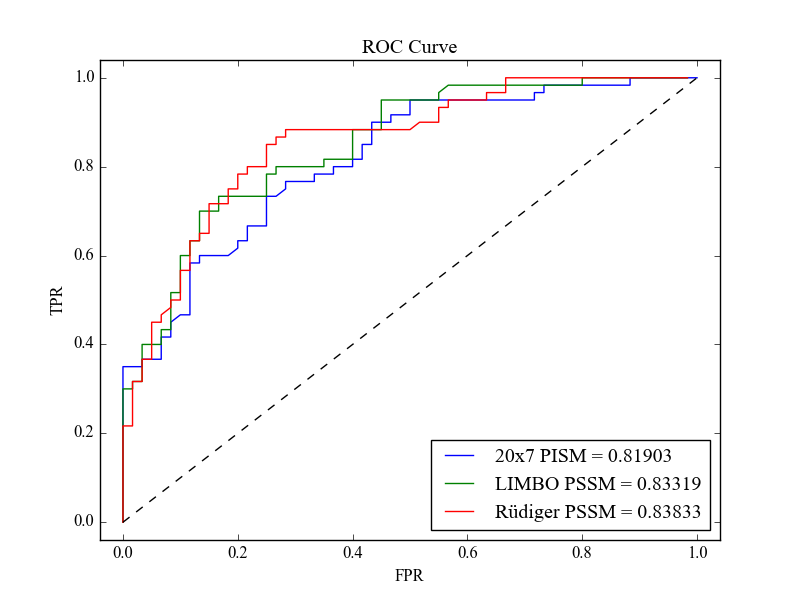 ROC Curve
1.0
0.8
0.6
0.4
0.2
0.0
TPR
0.0 0.2 0.4 0.6 0.8 1.0
FPR
20x7 PISM = 0.81903
LIMBO PSSM = 0.83319
Rüdiger PSSM = 0.83833